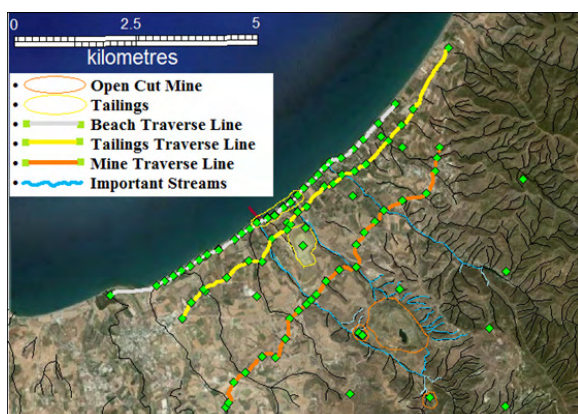 0 2.5 5
kilometres
• Open Cut Mine
• Tailings
• Beach Traverse Line
• Tailings Traverse Line
• Mine Traverse Line
• Important Streams